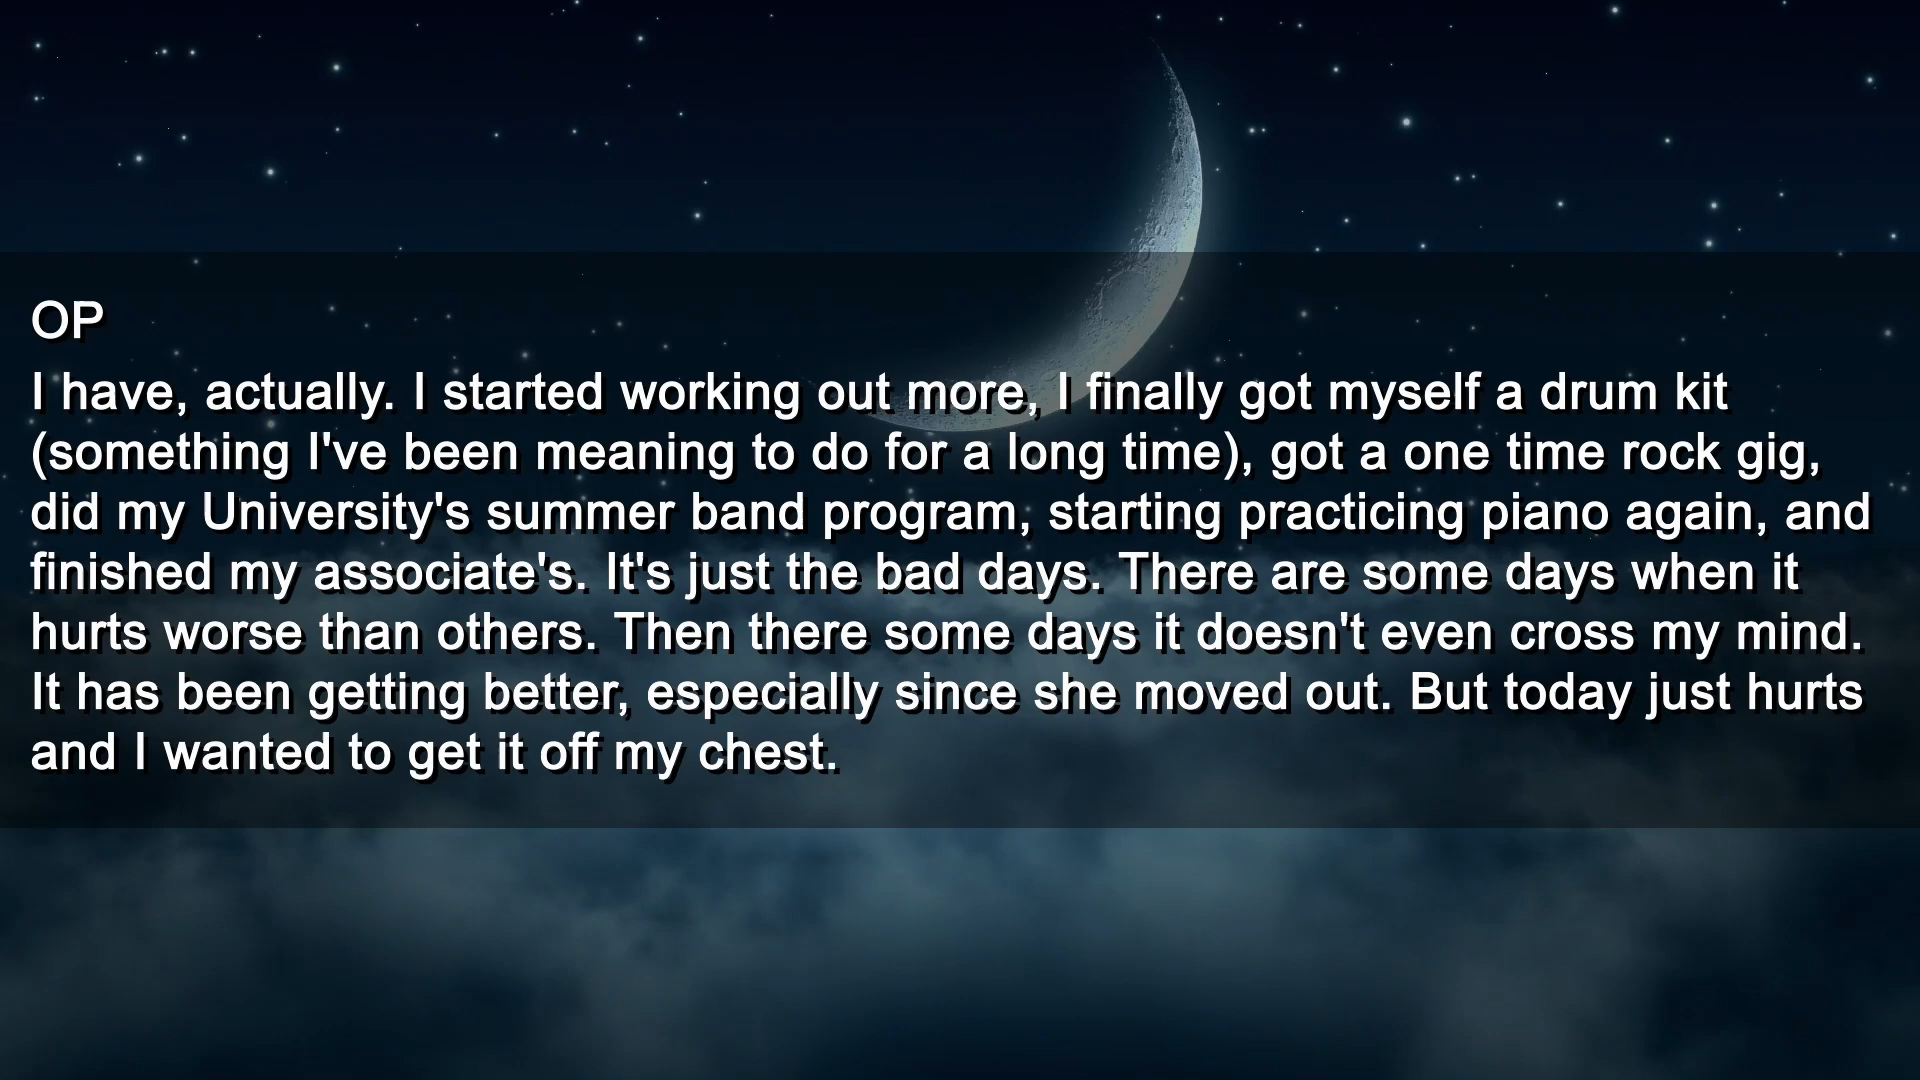 OP
I have, actually. I started working out more, I finally got myself a drum kit
(something I've been meaning to do for a long time), got a one time rock gig,
did my University's summer band program, starting practicing piano again, and
finished my associate's. It's just the bad days. There are some days when it
hurts worse than others. Then there some days it doesn't even cross my mind.
It has been getting better, especially since she moved out. But today just hurts
and I wanted to get it off my chest.